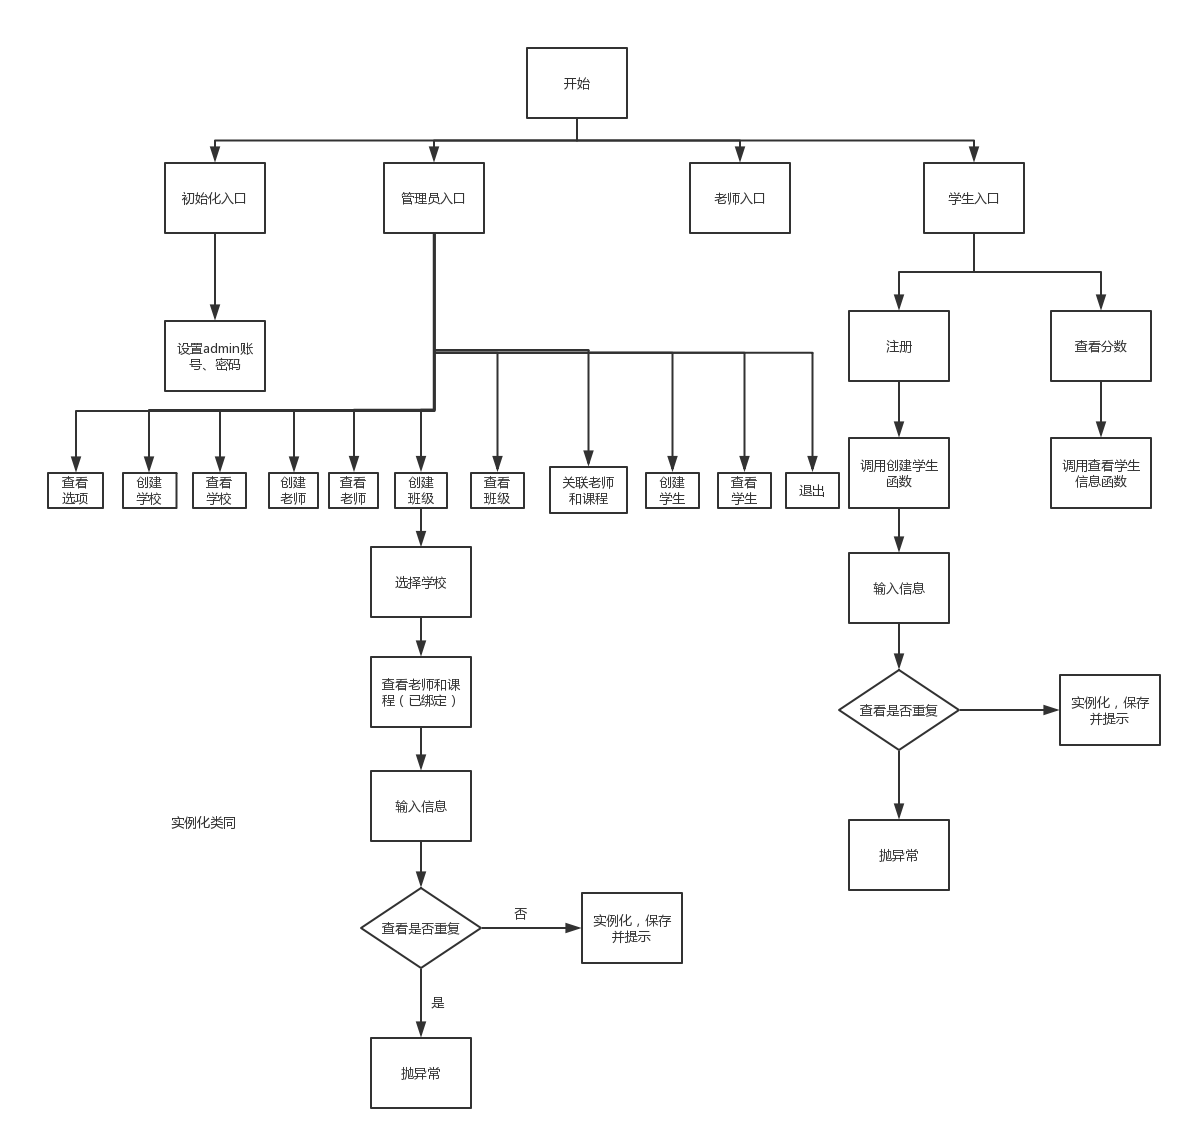 开始
初始化入口
管理员入口
老师入口
学生入口
设置admin账
号、密码
注册
查看分数
查看
选项
创建
学校
查看
学校
创建
老师
查看
老师
创建
班级
查看
班级
关联老师
和课程
创建
学生
查看
学生
退出
调用创建学生
函数
调用查看学生
信息函数
选择学校
输入信息
查看老师和课
程（已绑定）
查看是否重复
实例化，保存
并提示
输入信息
实例化类同
抛异常
查看是否重复
否
实例化，保存
并提示
是
抛异常